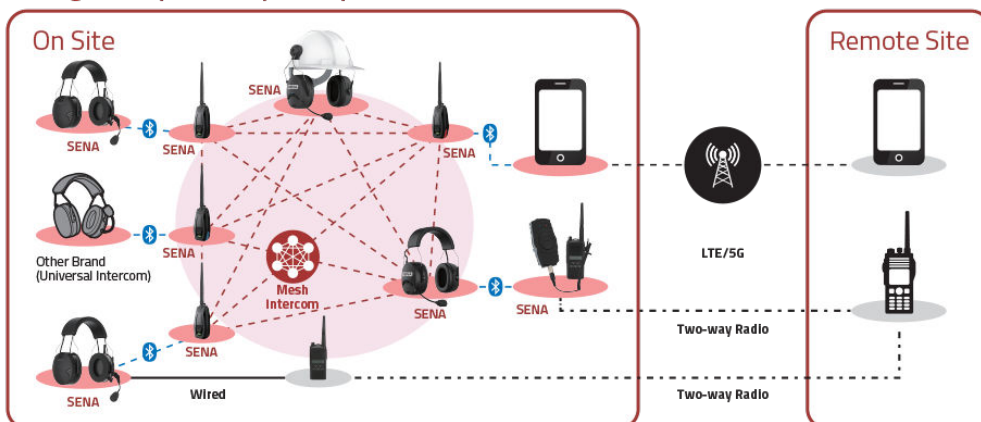 On Site
Remote Site
SENA
SENA
SENA
SENA
SENA
Other Brand
(Universal Intercom)
SENA
Mesh
Intercom
SENA
SENA
LTE/5G
SENA
SENA
Wired
Two-way Radio
Two-way Radio